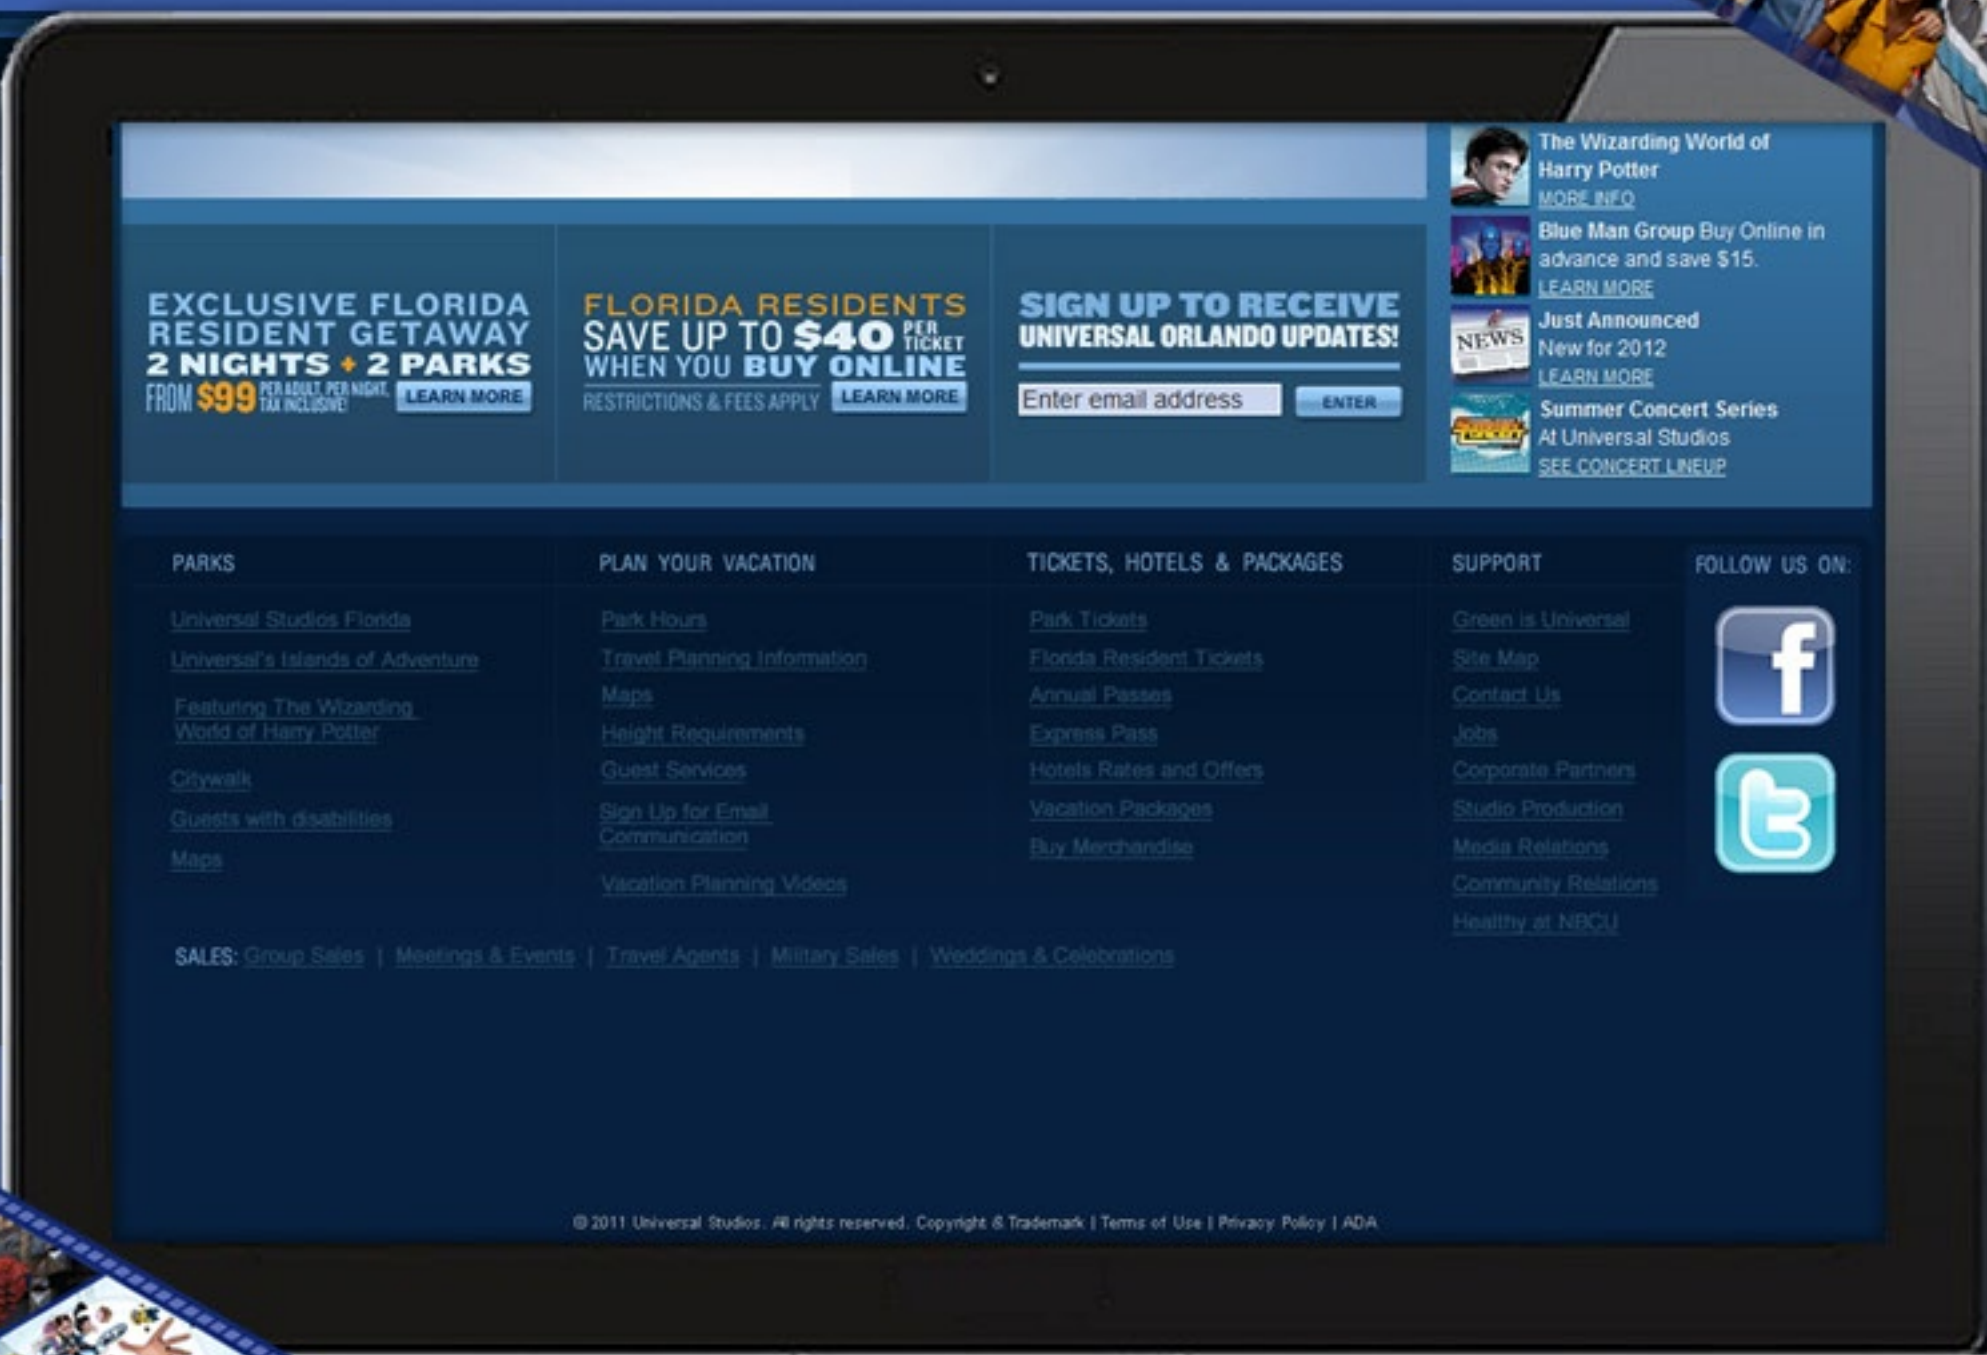 EXCLUSIVE FLORIDA
RESIDENT GETAWAY
2 NIGHTS + 2 PARKS
FROM $99 PER ADULT, PER NIGHT, TAX INCLUSIVE!
LEARN MORE
FLORIDA RESIDENTS
SAVE UP TO $40 PER TICKET
WHEN YOU BUY ONLINE
RESTRICTIONS & FEES APPLY
LEARN MORE
SIGN UP TO RECEIVE
UNIVERSAL ORLANDO UPDATES!
Enter email address
ENTER
The Wizarding World of
Harry Potter
MORE INFO
Blue Man Group Buy Online in
advance and save $15.
LEARN MORE
NEWS
Just Announced
New for 2012
LEARN MORE
SUMMER
CONCERT
Summer Concert Series
At Universal Studios
SEE CONCERT LINEUP
PARKS
Universal Studios Florida
Universal's Islands of Adventure
Featuring The Wizarding
World of Harry Potter
Citywalk
Guests with disabilities
Maps
PLAN YOUR VACATION
Park Hours
Travel Planning Information
Maps
Height Requirements
Guest Services
Sign Up for Email
Communication
Vacation Planning Videos
TICKETS, HOTELS & PACKAGES
Park Tickets
Florida Resident Tickets
Annual Passes
Express Pass
Hotels Rates and Offers
Vacation Packages
Buy Merchandise
SUPPORT
Green is Universal
Site Map
Contact Us
Jobs
Corporate Partners
Studio Production
Media Relations
Community Relations
Healthy at NBCU
FOLLOW US ON:
f
t
SALES: Group Sales | Meetings & Events | Travel Agents | Military Sales | Weddings & Celebrations
© 2011 Universal Studios. All rights reserved. Copyright & Trademark | Terms of Use | Privacy Policy | ADA